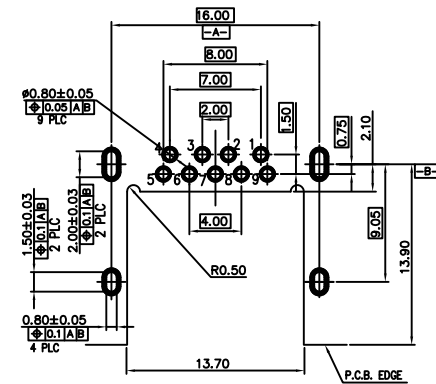 16.00
-A-
8.00
7.00
ø0.80±0.05
⌖ 0.05 A B
9 PLC
2.00
1.50
0.75
2.10
4 3 2 1
5 6 7 8 9
-B-
1.50±0.03
⌖ 0.1 A B
2 PLC
2.00±0.03
⌖ 0.1 A B
2 PLC
4.00
9.05
13.90
R0.50
0.80±0.05
⌖ 0.1 A B
4 PLC
13.70
P.C.B. EDGE